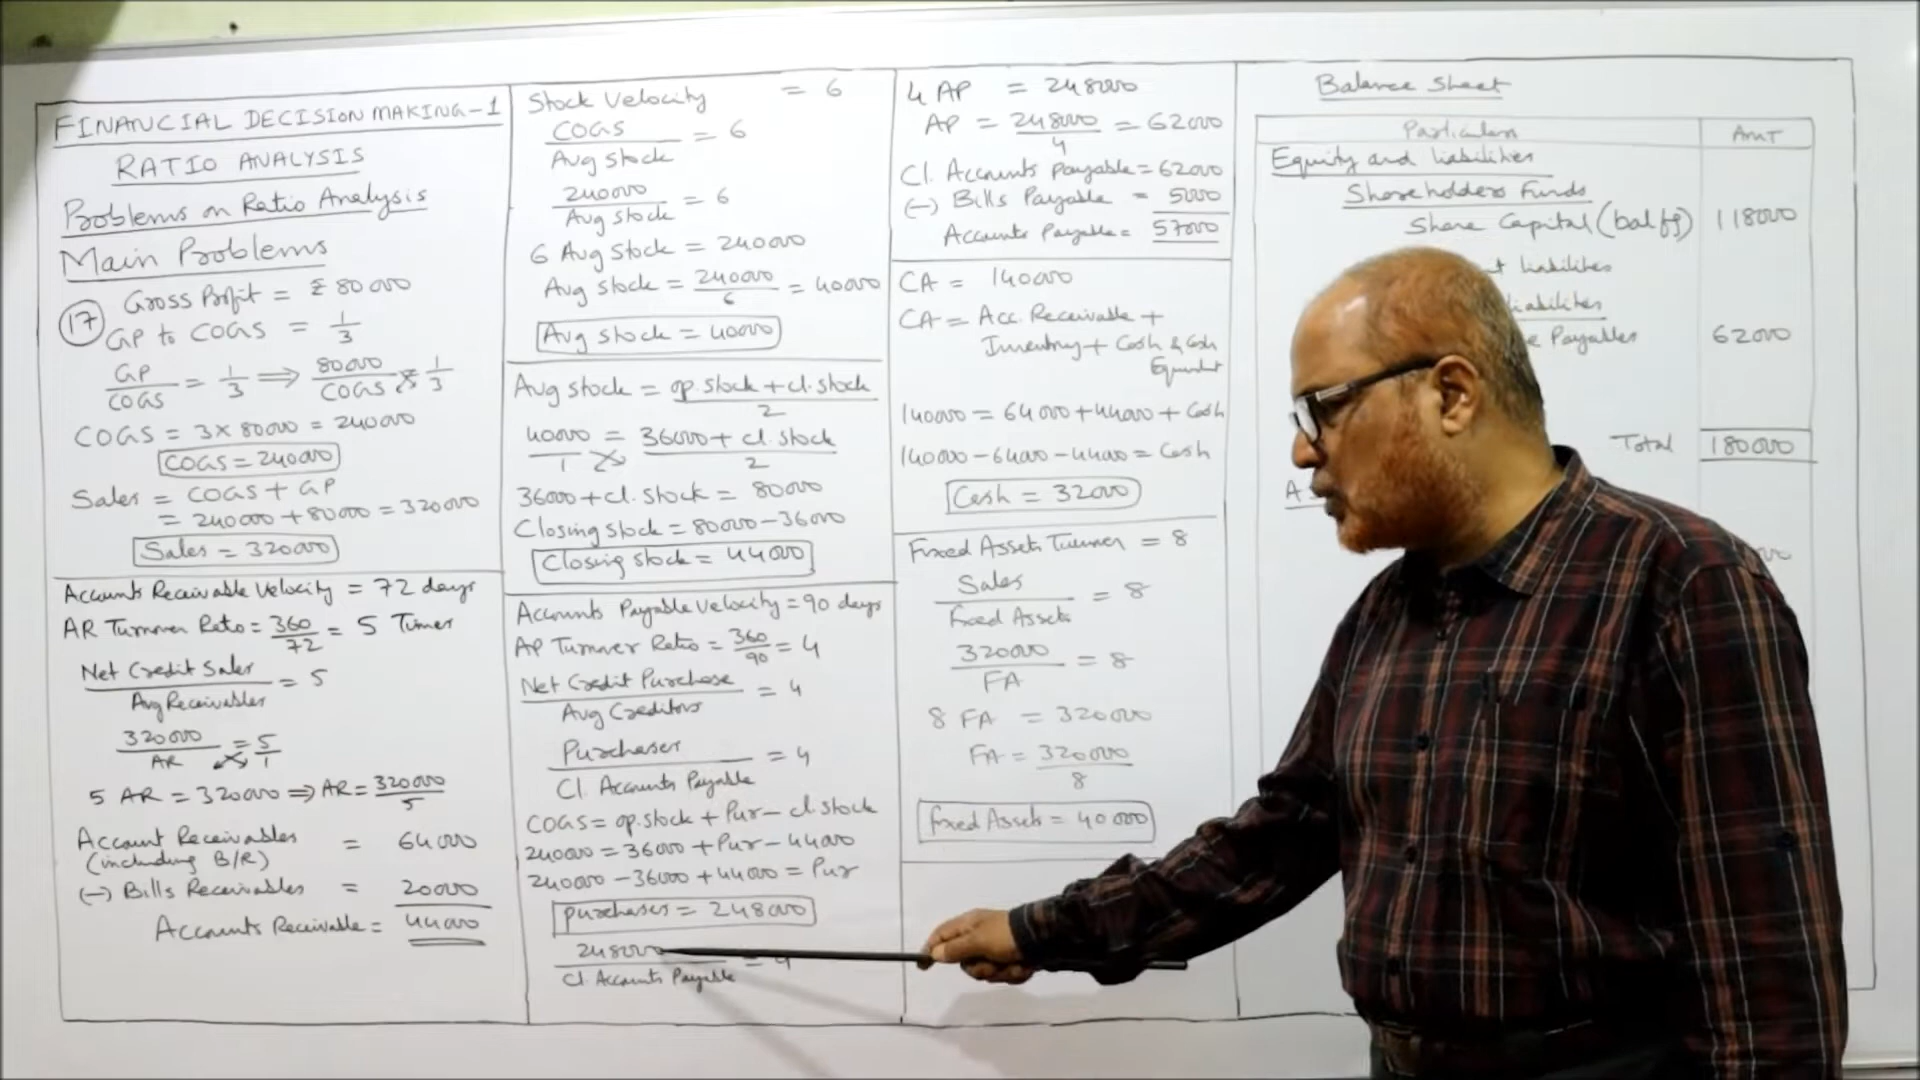 FINANCIAL DECISION MAKING-1
RATIO ANALYSIS
Problems on Ratio Analysis
Main Problems
17 Gross Profit = ₹ 80000
GP to COGS = 1/3
GP/COGS = 1/3 ⇒ 80000/COGS = 1/3
COGS = 3 × 80000 = 240000
COGS = 240000
Sales = COGS + GP
= 240000 + 80000 = 320000
Sales = 320000
Accounts Receivable Velocity = 72 days
AR Turnover Ratio = 360/72 = 5 Times
Net Credit Sales/Avg Receivables = 5
320000/AR = 5/1
5 AR = 320000 ⇒ AR = 320000/5
Account Receivables = 64000
(including B/R)
(-) Bills Receivables = 20000
Accounts Receivable = 44000
Stock Velocity = 6
COGS/Avg stock = 6
240000/Avg stock = 6
6 Avg Stock = 240000
Avg stock = 240000/6 = 40000
Avg stock = 40000
Avg stock = op.stock + cl.stock/2
40000/1 = 36000 + cl.stock/2
36000 + cl.stock = 80000
Closing stock = 80000 - 36000
Closing stock = 44000
Accounts Payable Velocity = 90 days
AP Turnover Ratio = 360/90 = 4
Net Credit Purchase/Avg Creditors = 4
Purchases/Cl. Accounts Payable = 4
COGS = op.stock + Pur - cl.stock
240000 = 36000 + Pur - 44000
240000 - 36000 + 44000 = Pur
purchases = 248000
248000/Cl. Accounts Payable = 4
4 AP = 248000
AP = 248000/4 = 62000
Cl. Accounts payable = 62000
(-) Bills Payable = 5000
Accounts Payable = 57000
CA = 140000
CA = Acc. Receivable +
Inventory + Cash & Cash
Equivalent
140000 = 64000 + 44000 + Cash
140000 - 64000 - 44000 = Cash
Cash = 32000
Fixed Assets Turnover = 8
Sales/Fixed Assets = 8
320000/FA = 8
8 FA = 320000
FA = 320000/8
Fixed Assets = 40000
Balance Sheet
Particulars Amt
Equity and liabilities
Shareholders Funds
Share Capital (bal fg) 118000
liabilites
liabilites
Payables 62000
Total 180000